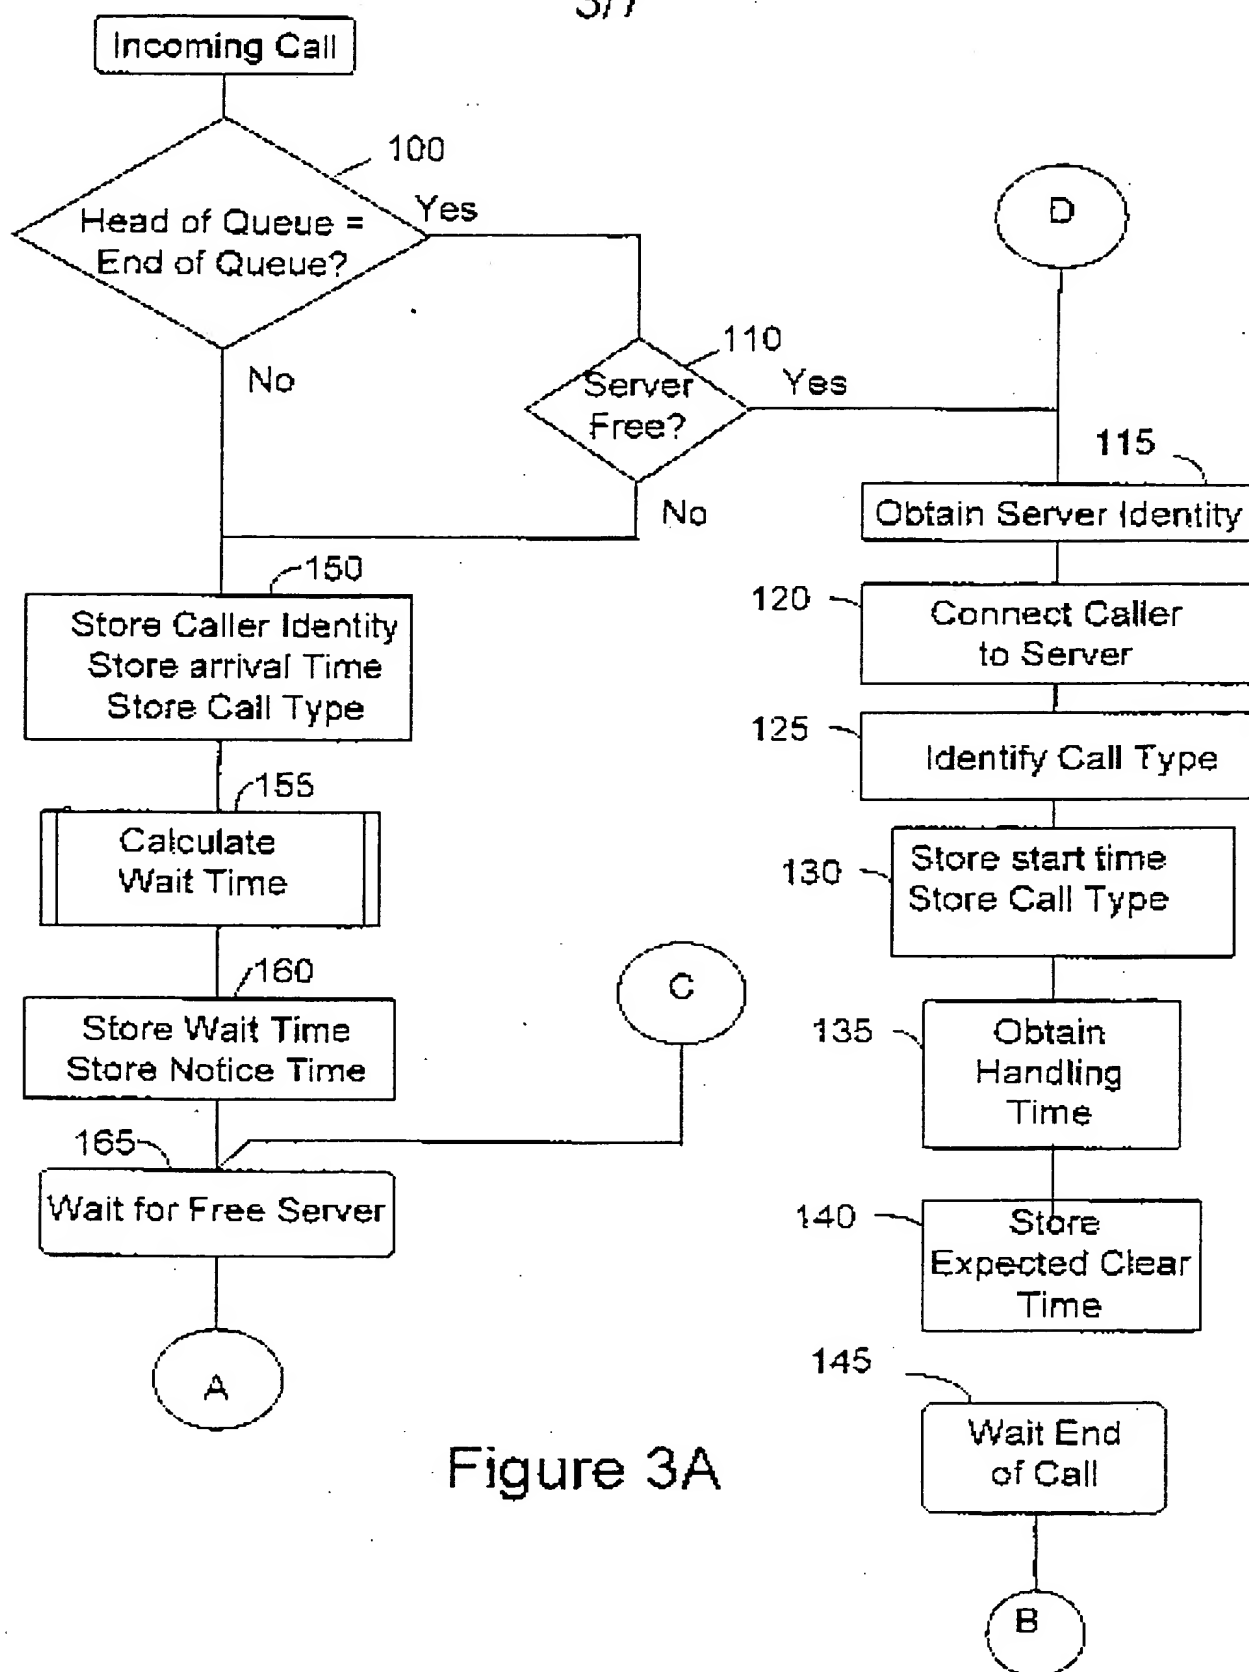 3/7
Incoming Call
100
Head of Queue =
End of Queue?
Yes
No
110
Server
Free?
Yes
No
D
115
Obtain Server Identity
120
Connect Caller
to Server
125
Identify Call Type
130
Store start time
Store Call Type
135
Obtain
Handling
Time
140
Store
Expected Clear
Time
145
Wait End
of Call
B
150
Store Caller Identity
Store arrival Time
Store Call Type
155
Calculate
Wait Time
160
Store Wait Time
Store Notice Time
C
165
Wait for Free Server
A
Figure 3A